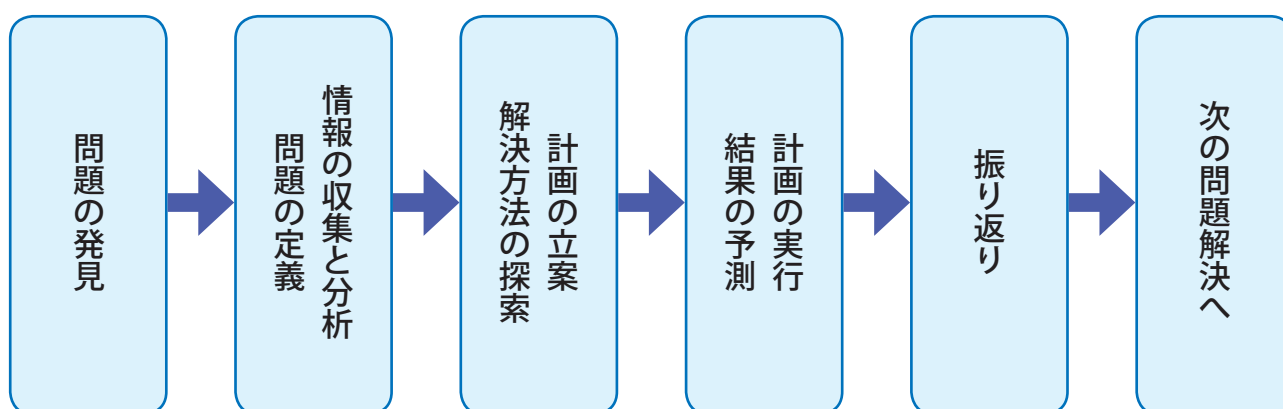 問題の発見
情報の収集と分析
問題の定義
計画の立案
解決方法の探索
計画の実行
結果の予測
振り返り
次の問題解決へ